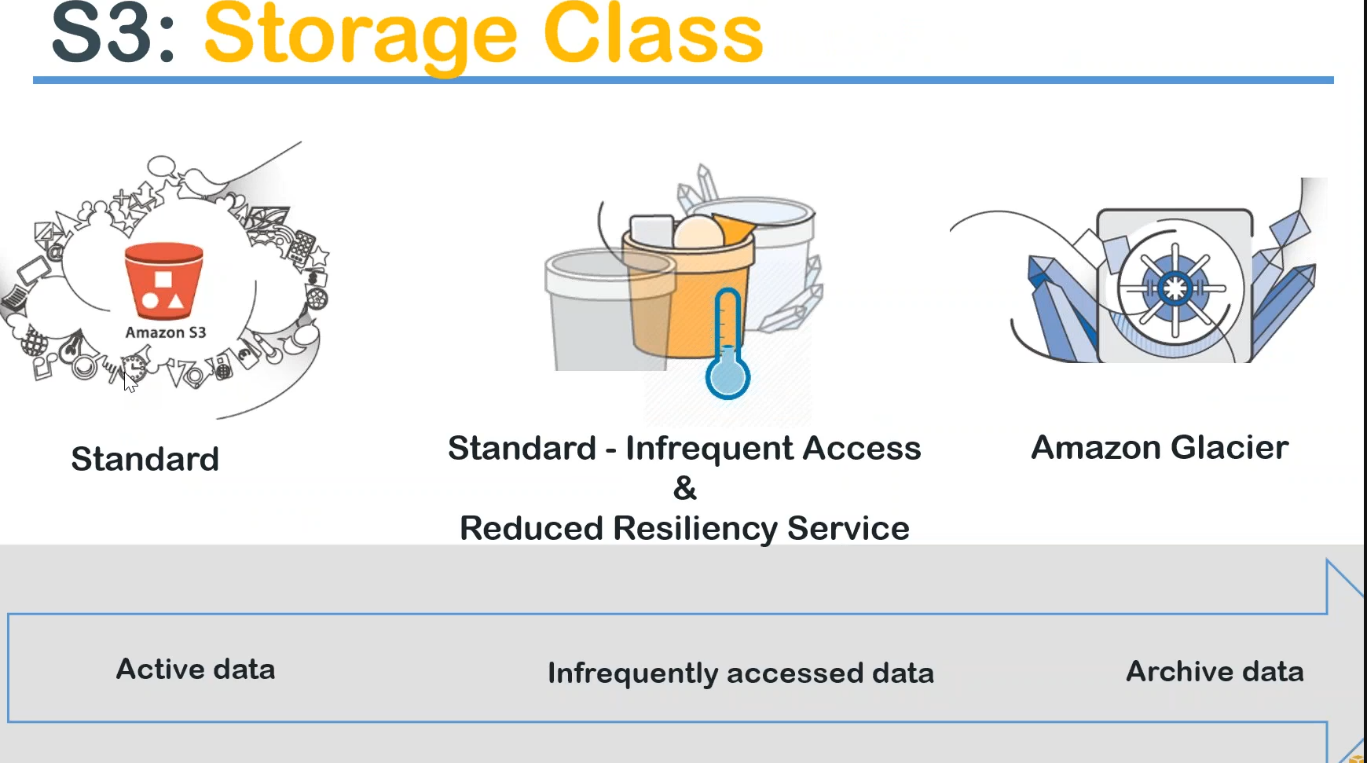 S3: Storage Class
Amazon S3
Standard
Standard - Infrequent Access
&
Reduced Resiliency Service
Amazon Glacier
Active data
Infrequently accessed data
Archive data